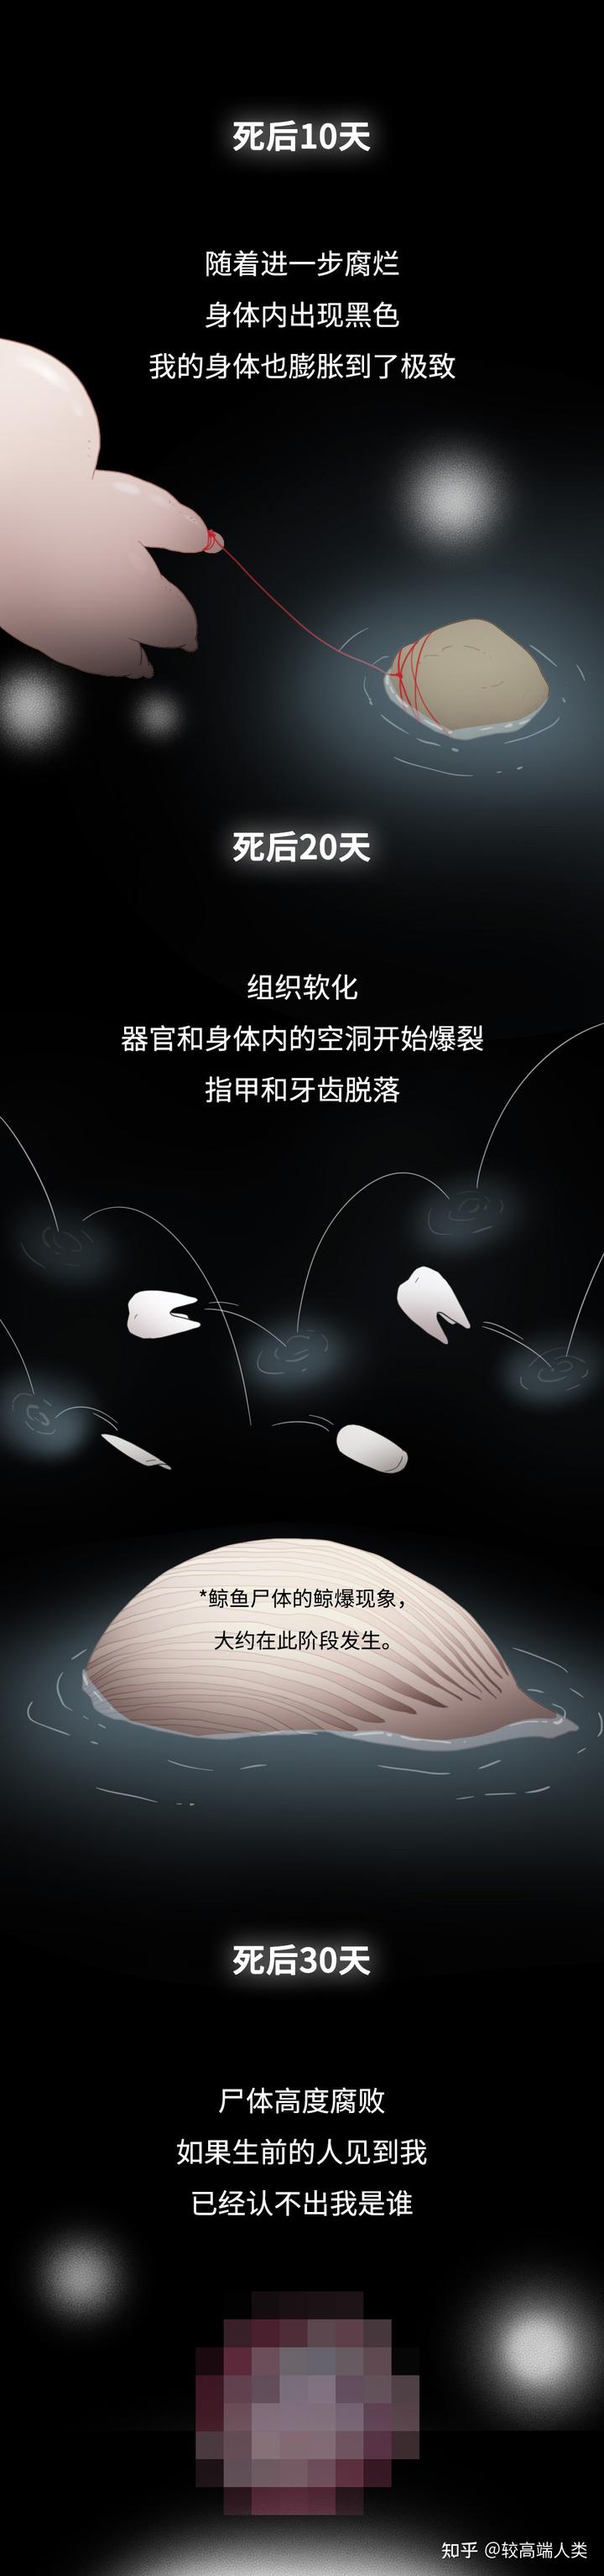 死后10天
随着进一步腐烂
身体内出现黑色
我的身体也膨胀到了极致
死后20天
组织软化
器官和身体内的空洞开始爆裂
指甲和牙齿脱落
*鲸鱼尸体的鲸爆现象，
大约在此阶段发生。
死后30天
尸体高度腐败
如果生前的人见到我
已经认不出我是谁
知乎 @较高端人类